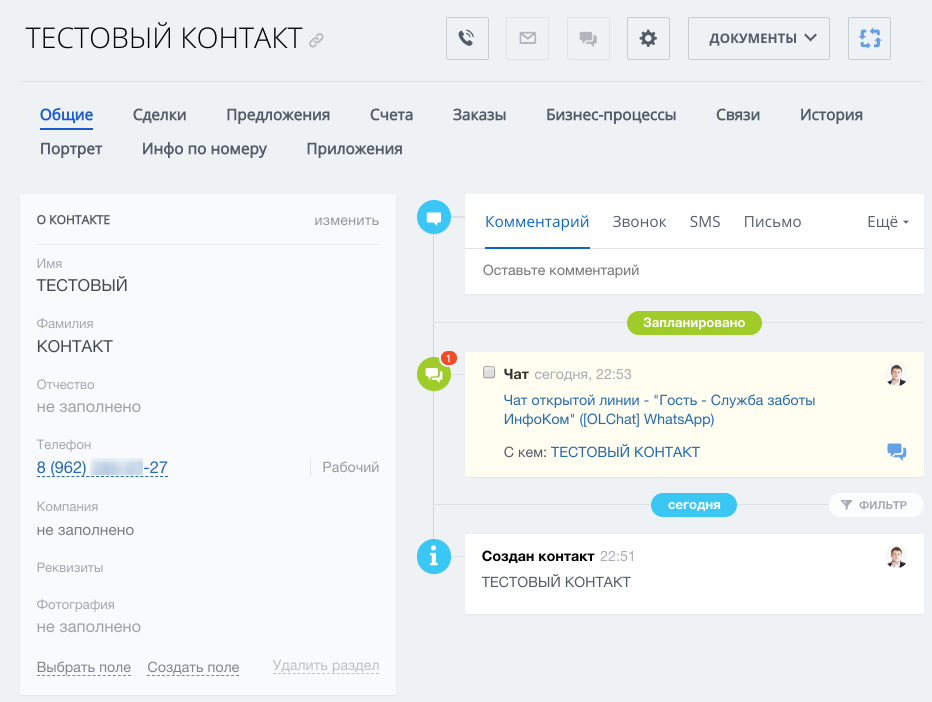 ТЕСТОВЫЙ КОНТАКТ
ДОКУМЕНТЫ
Общие Сделки Предложения Счета Заказы Бизнес-процессы Связи История
Портрет Инфо по номеру Приложения
О КОНТАКТЕ изменить
Имя
ТЕСТОВЫЙ
Фамилия
КОНТАКТ
Отчество
не заполнено
Телефон
8 (962) -27 Рабочий
Компания
не заполнено
Реквизиты
Фотография
не заполнено
Выбрать поле Создать поле Удалить раздел
Комментарий Звонок SMS Письмо Ещё
Оставьте комментарий
Запланировано
1
Чат сегодня, 22:53
Чат открытой линии - "Гость - Служба заботы
ИнфоКом" ([OLChat] WhatsApp)
С кем: ТЕСТОВЫЙ КОНТАКТ
сегодня
ФИЛЬТР
Создан контакт 22:51
ТЕСТОВЫЙ КОНТАКТ